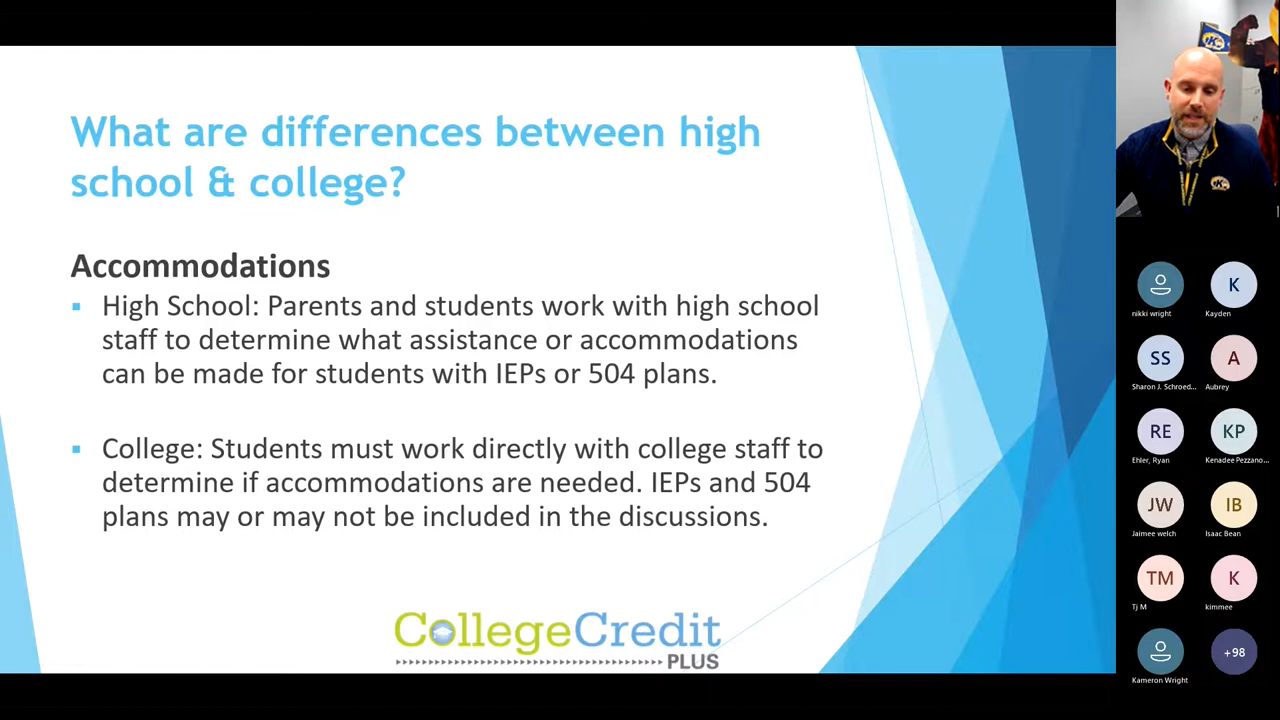 What are differences between high
school & college?
Accommodations
High School: Parents and students work with high school
staff to determine what assistance or accommodations
can be made for students with IEPs or 504 plans.
College: Students must work directly with college staff to
determine if accommodations are needed. IEPs and 504
plans may or may not be included in the discussions.
CollegeCredit
PLUS
K
nikki wright
Kayden
SS
A
Sharon J. Schroed...
Aubrey
RE
KP
Ehler, Ryan
Kenadee Pezzano...
JW
IB
Jaimee welch
Isaac Bean
TM
K
Tj M
kimmee
+98
Kameron Wright